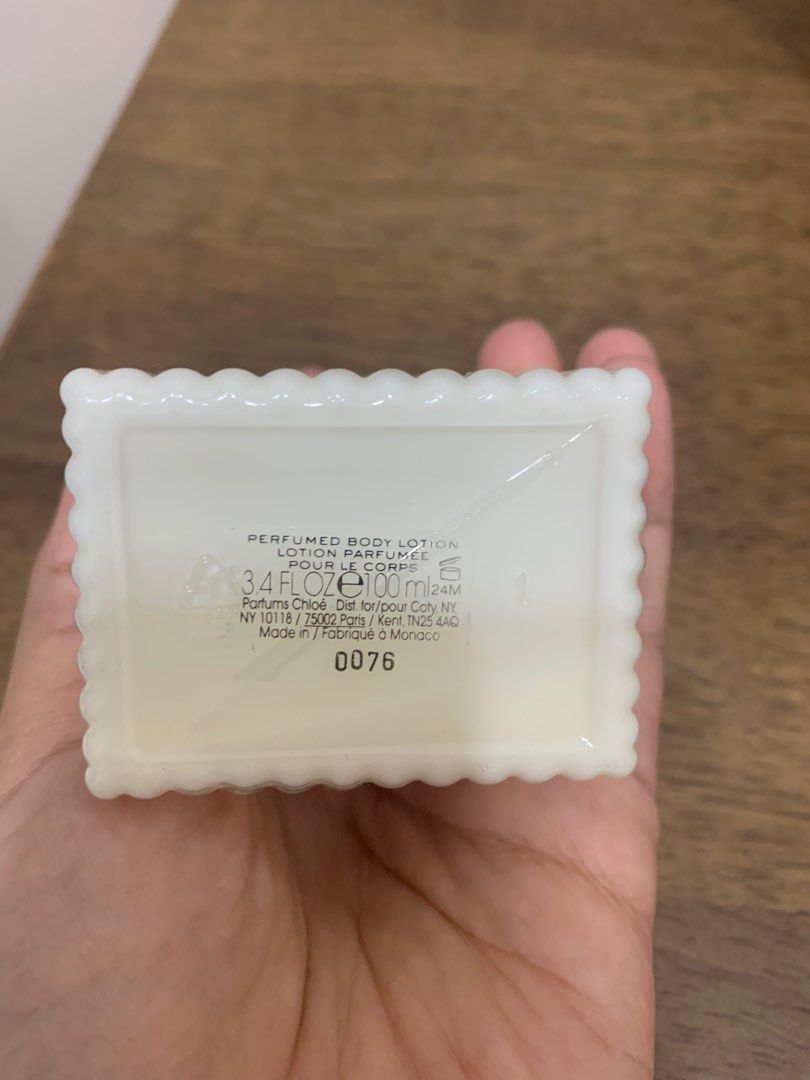 PERFUMED BODY LOTION
LOTION PARFUMÉE
POUR LE CORPS
3.4 FL OZ ℮ 100 ml 24M
Parfums Chloé Dist. for/pour Coty, NY,
NY 10118 / 75002 Paris / Kent, TN25 4AQ
Made in / Fabriqué à Monaco
0076
1